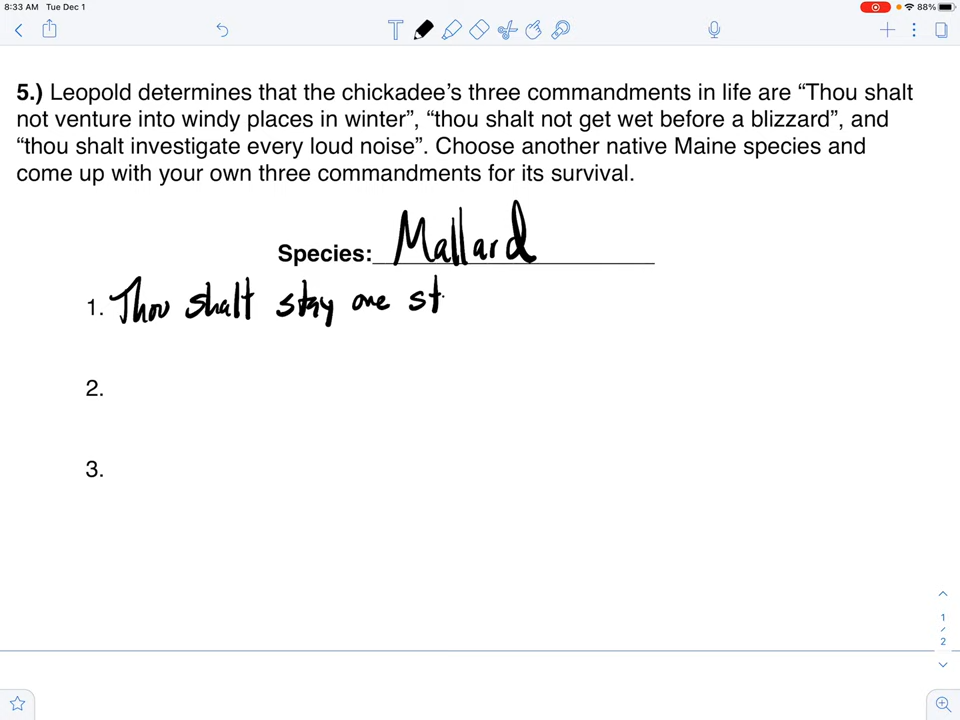 8:33 AM Tue Dec 1 88%
5.) Leopold determines that the chickadee's three commandments in life are “Thou shalt
not venture into windy places in winter”, “thou shalt not get wet before a blizzard”, and
“thou shalt investigate every loud noise”. Choose another native Maine species and
come up with your own three commandments for its survival.
Species: Mallard
1. Thou shalt stay one st
2.
3.
1
2